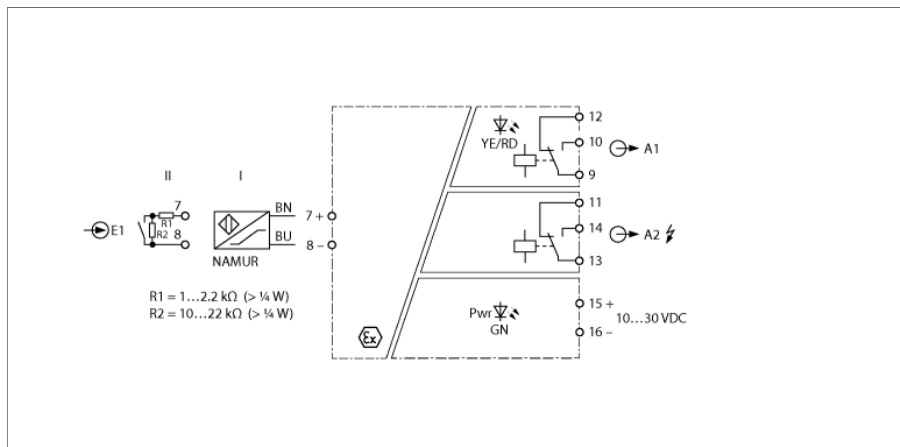 II
I
E1
7
8
R1
R2
BN
BU
7 +
8 –
NAMUR
R1 = 1…2.2 kΩ (> ¼ W)
R2 = 10…22 kΩ (> ¼ W)
Ex
YE/RD
12
10
9
A1
11
14
13
A2
Pwr
GN
15 +
16 –
10…30 VDC